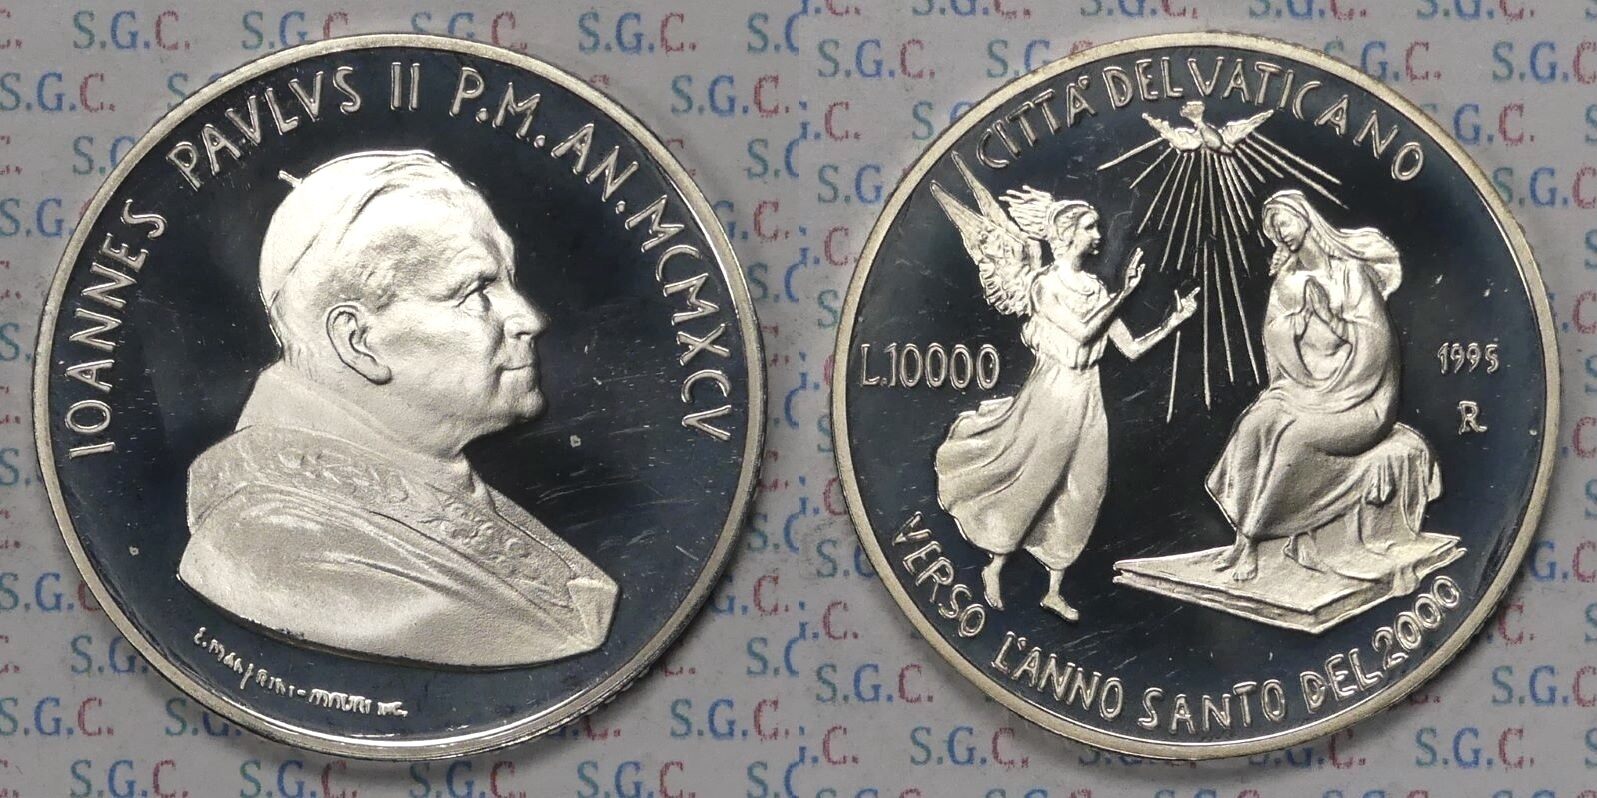 IOANNES PAVLVS II P.M. AN. MCMXCV
CITTA' DEL VATICANO
L.10000
1995
R
VERSO L'ANNO SANTO DEL 2000
S.G.C.